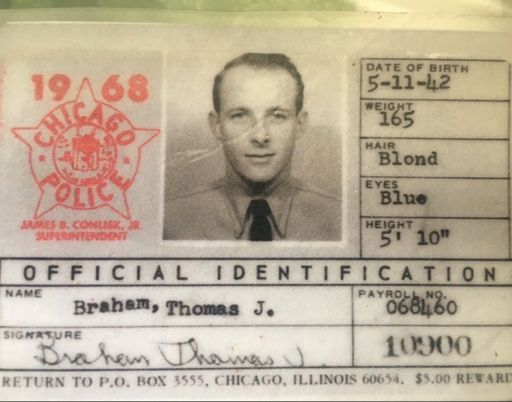 1968
CHICAGO
POLICE
JAMES B. CONLISK, JR
SUPERINTENDENT
DATE OF BIRTH
5-11-42
WEIGHT
165
HAIR
Blond
EYES
Blue
HEIGHT
5' 10"
OFFICIAL IDENTIFICATION
NAME
Braham, Thomas J.
PAYROLL NO.
068460
SIGNATURE
Braham Thomas J
10900
RETURN TO P.O. BOX 3555, CHICAGO, ILLINOIS 60654. $5.00 REWARD